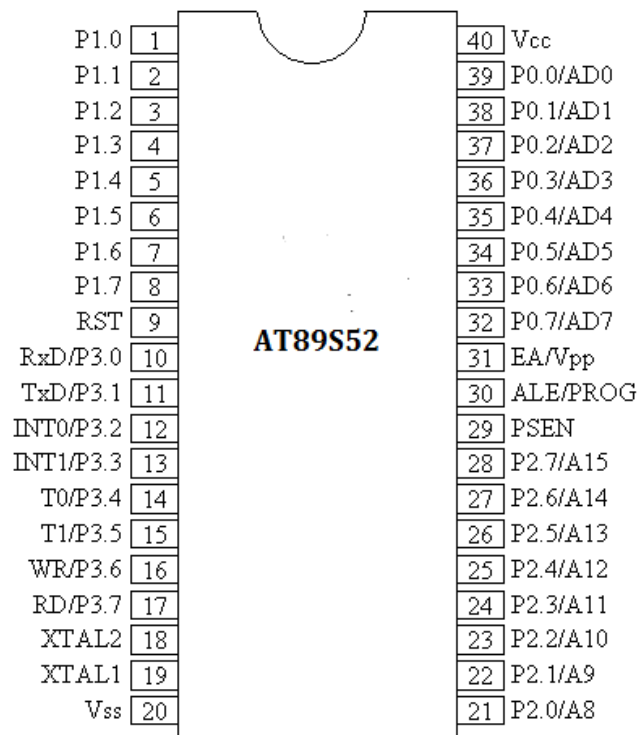 P1.0 1 40 Vcc
P1.1 2 39 P0.0/AD0
P1.2 3 38 P0.1/AD1
P1.3 4 37 P0.2/AD2
P1.4 5 36 P0.3/AD3
P1.5 6 35 P0.4/AD4
P1.6 7 34 P0.5/AD5
P1.7 8 33 P0.6/AD6
RST 9 32 P0.7/AD7
AT89S52
RxD/P3.0 10 31 EA/Vpp
TxD/P3.1 11 30 ALE/PROG
INT0/P3.2 12 29 PSEN
INT1/P3.3 13 28 P2.7/A15
T0/P3.4 14 27 P2.6/A14
T1/P3.5 15 26 P2.5/A13
WR/P3.6 16 25 P2.4/A12
RD/P3.7 17 24 P2.3/A11
XTAL2 18 23 P2.2/A10
XTAL1 19 22 P2.1/A9
Vss 20 21 P2.0/A8